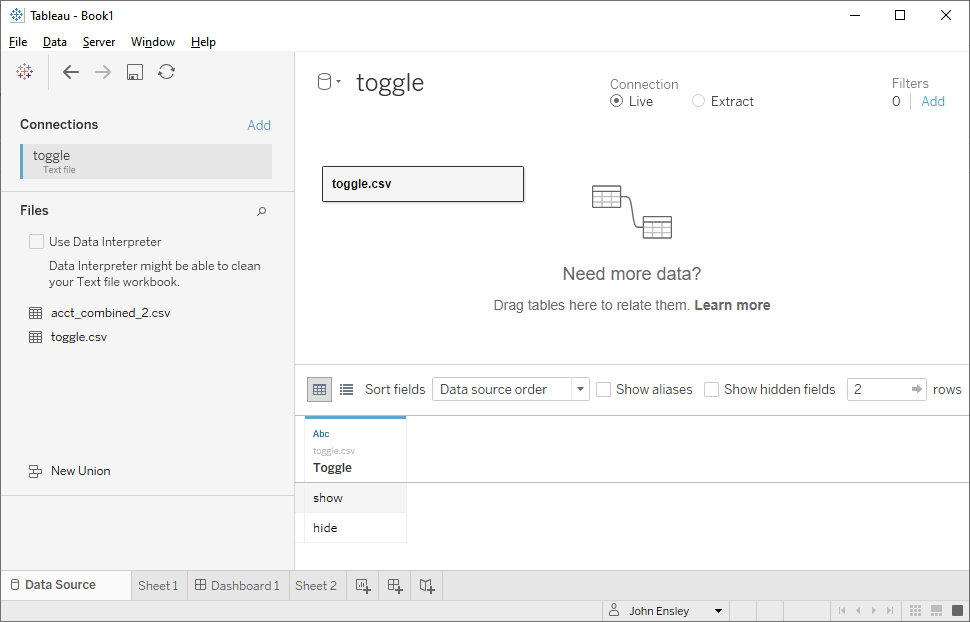 Tableau - Book1
File Data Server Window Help
Connections Add
toggle
Text file
Files
Use Data Interpreter
Data Interpreter might be able to clean
your Text file workbook.
acct_combined_2.csv
toggle.csv
New Union
toggle
Connection
Live Extract
Filters
0 Add
toggle.csv
Need more data?
Drag tables here to relate them. Learn more
Sort fields Data source order Show aliases Show hidden fields 2 rows
Abc
toggle.csv
Toggle
show
hide
Data Source Sheet 1 Dashboard 1 Sheet 2
John Ensley